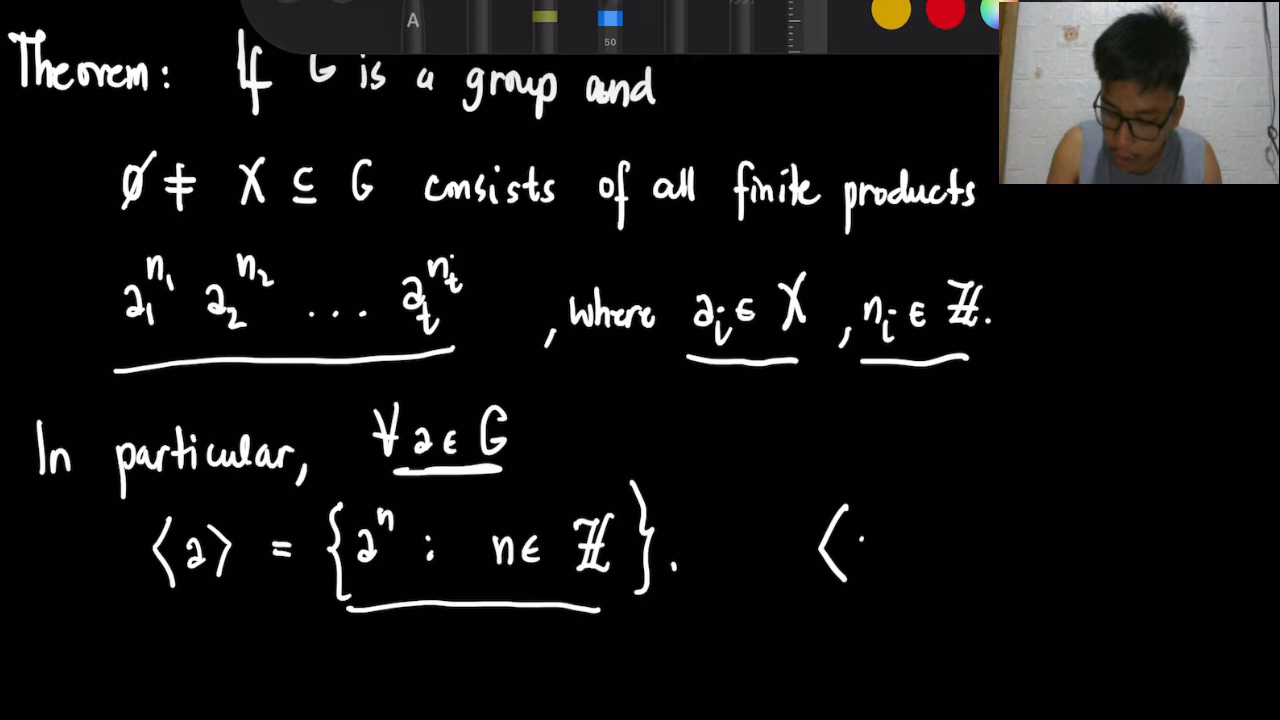 A
50
Theorem: If G is a group and
∅ ≠ X ⊆ G consists of all finite products
a₁^n₁ a₂^n₂ ... a_t^n_t , where aᵢ ∈ X , nᵢ ∈ ℤ.
In particular, ∀ a ∈ G
⟨a⟩ = {a^n : n ∈ ℤ}. ⟨